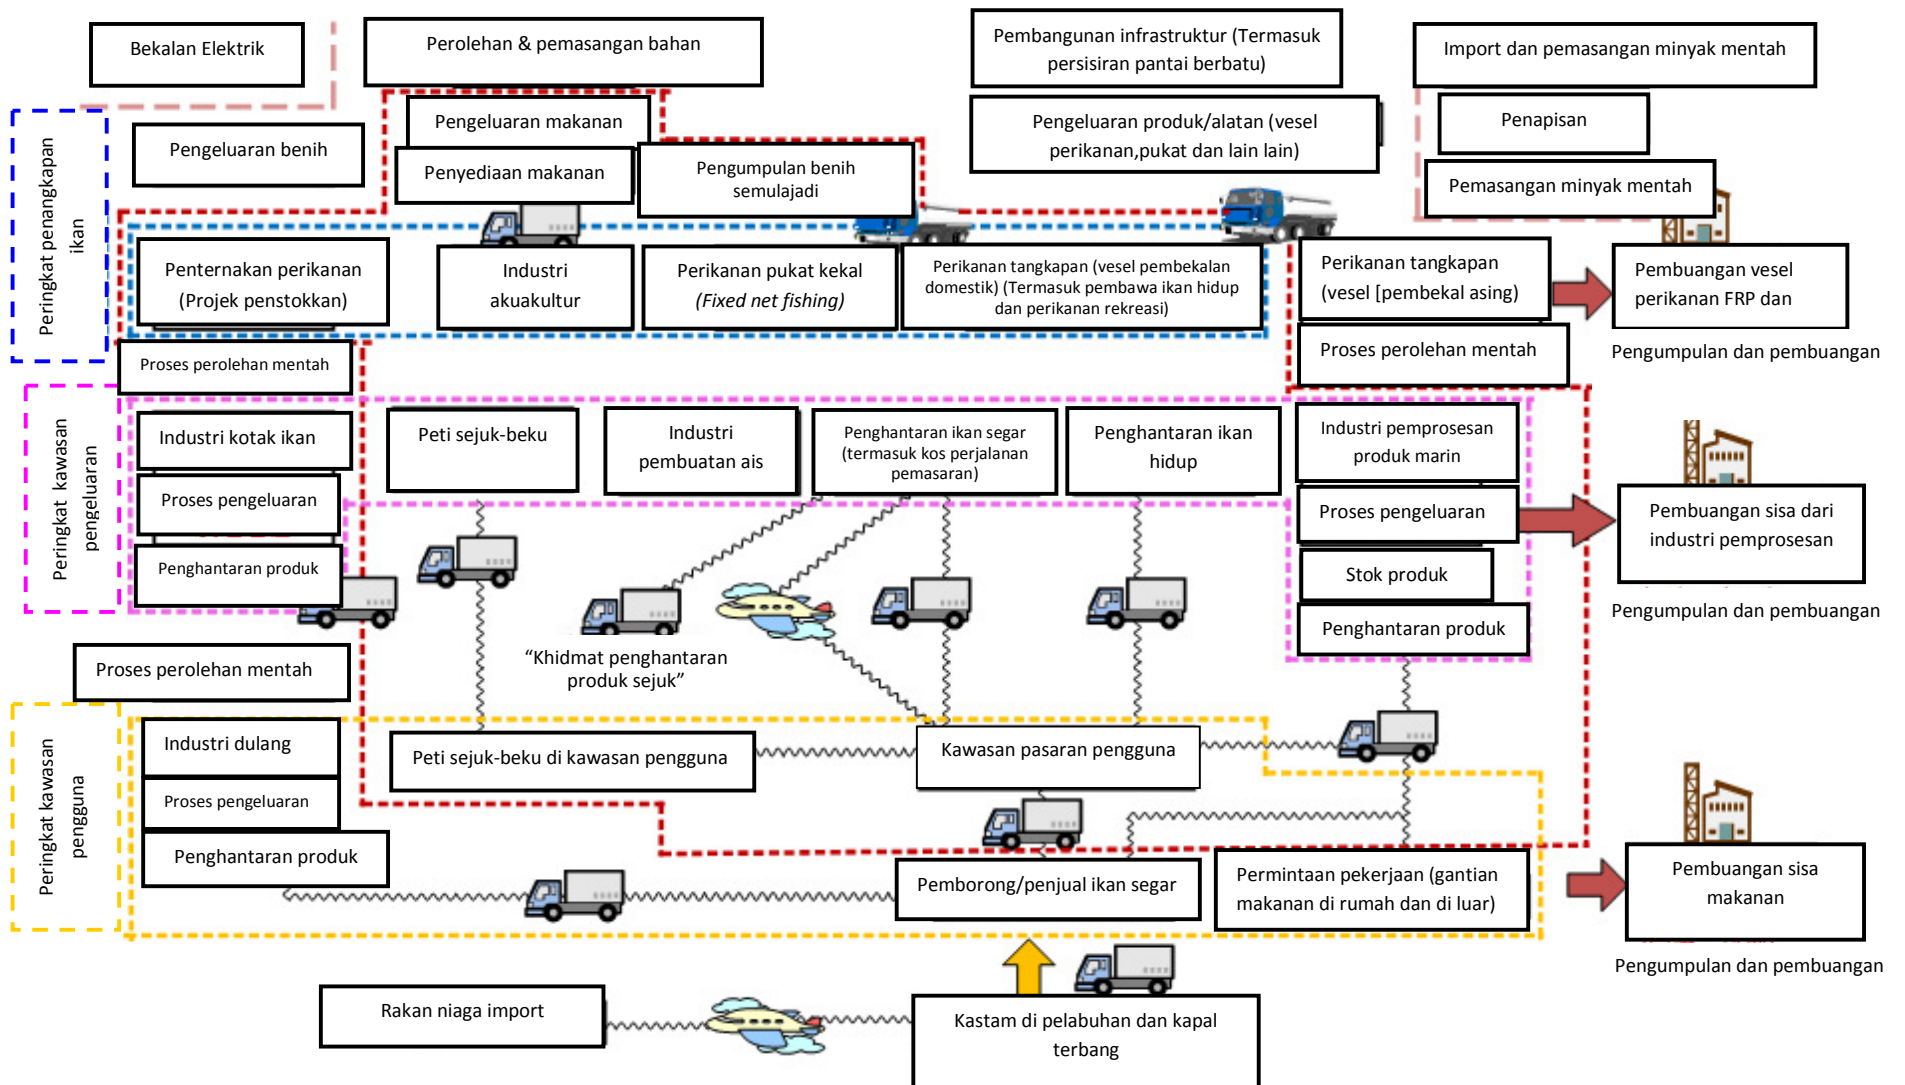 Bekalan Elektrik
Perolehan & pemasangan bahan
Pembangunan infrastruktur (Termasuk
persisiran pantai berbatu)
Import dan pemasangan minyak mentah
Peringkat penangkapan
ikan
Pengeluaran benih
Pengeluaran makanan
Penyediaan makanan
Pengumpulan benih
semulajadi
Pengeluaran produk/alatan (vesel
perikanan,pukat dan lain lain)
Penapisan
Pemasangan minyak mentah
Penternakan perikanan
(Projek penstokkan)
Industri
akuakultur
Perikanan pukat kekal
(Fixed net fishing)
Perikanan tangkapan (vesel pembekalan
domestik) (Termasuk pembawa ikan hidup
dan perikanan rekreasi)
Perikanan tangkapan
(vesel [pembekal asing)
Pembuangan vesel
perikanan FRP dan
Proses perolehan mentah
Proses perolehan mentah
Pengumpulan dan pembuangan
Peringkat kawasan
pengeluaran
Industri kotak ikan
Proses pengeluaran
Penghantaran produk
Peti sejuk-beku
Industri
pembuatan ais
Penghantaran ikan segar
(termasuk kos perjalanan
pemasaran)
Penghantaran ikan
hidup
Industri pemprosesan
produk marin
Proses pengeluaran
Stok produk
Penghantaran produk
Pembuangan sisa dari
industri pemprosesan
Pengumpulan dan pembuangan
“Khidmat penghantaran
produk sejuk”
Proses perolehan mentah
Peringkat kawasan
pengguna
Industri dulang
Proses pengeluaran
Penghantaran produk
Peti sejuk-beku di kawasan pengguna
Kawasan pasaran pengguna
Pemborong/penjual ikan segar
Permintaan pekerjaan (gantian
makanan di rumah dan di luar)
Pembuangan sisa
makanan
Pengumpulan dan pembuangan
Rakan niaga import
Kastam di pelabuhan dan kapal
terbang